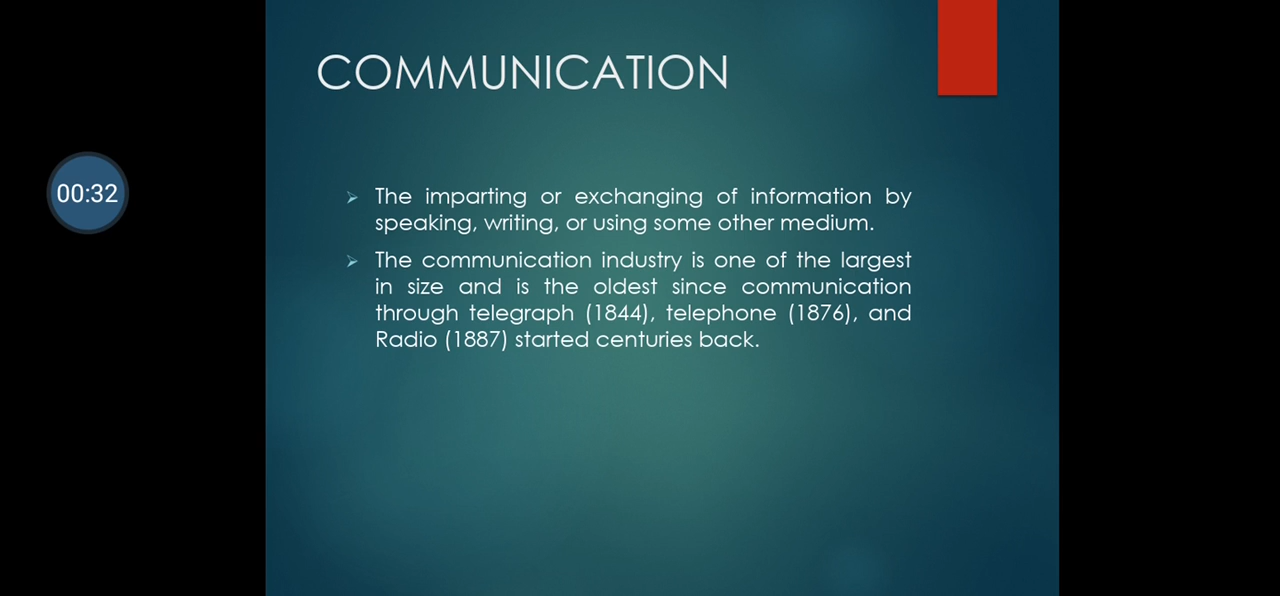 COMMUNICATION
00:32
The imparting or exchanging of information by
speaking, writing, or using some other medium.
The communication industry is one of the largest
in size and is the oldest since communication
through telegraph (1844), telephone (1876), and
Radio (1887) started centuries back.